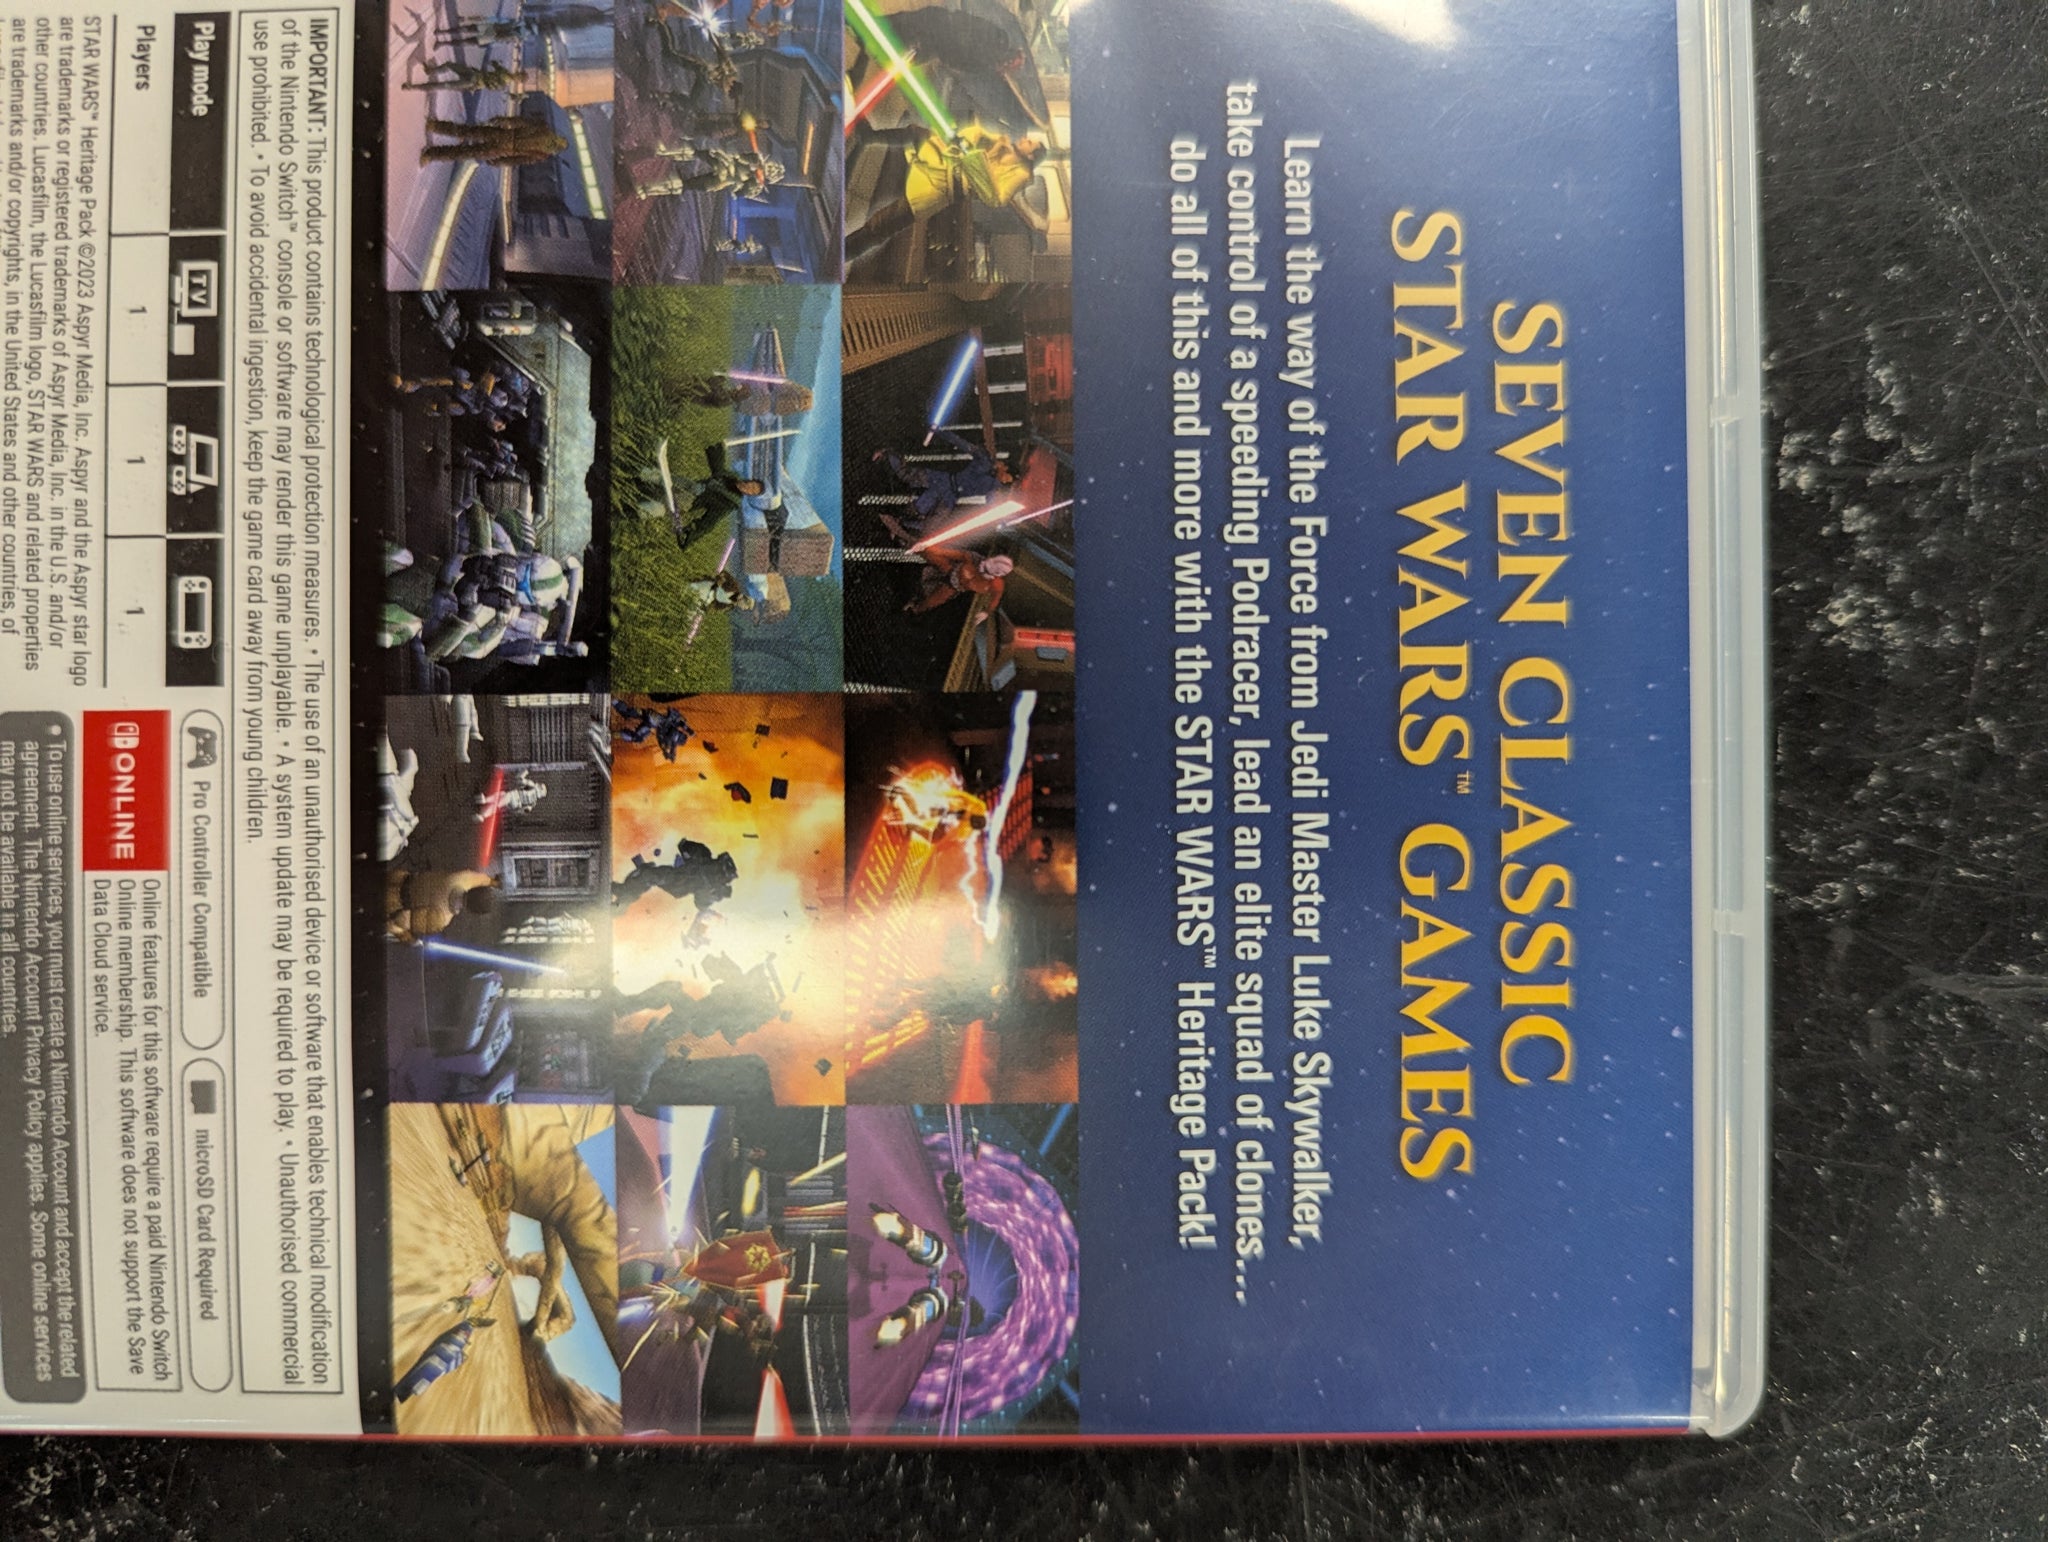 SEVEN CLASSIC
STAR WARS™ GAMES
Learn the way of the Force from Jedi Master Luke Skywalker,
take control of a speeding Podracer, lead an elite squad of clones...
do all of this and more with the STAR WARS™ Heritage Pack!
IMPORTANT: This product contains technological protection measures. • The use of an unauthorised device or software that enables technical modification
of the Nintendo Switch™ console or software may render this game unplayable. • A system update may be required to play. • Unauthorised commercial
use prohibited. • To avoid accidental ingestion, keep the game card away from young children.
Play mode
TV
Players
1
1
1
Pro Controller Compatible
microSD Card Required
ONLINE
Online features for this software require a paid Nintendo Switch
Online membership. This software does not support the Save
Data Cloud service.
• To use online services, you must create a Nintendo Account and accept the related
agreement. The Nintendo Account Privacy Policy applies. Some online services
may not be available in all countries.
STAR WARS™ Heritage Pack ©2023 Aspyr Media, Inc. Aspyr and the Aspyr star logo
are trademarks or registered trademarks of Aspyr Media, Inc. in the U.S. and/or
other countries. Lucasfilm, the Lucasfilm logo, STAR WARS and related properties
are trademarks and/or copyrights, in the United States and other countries, of